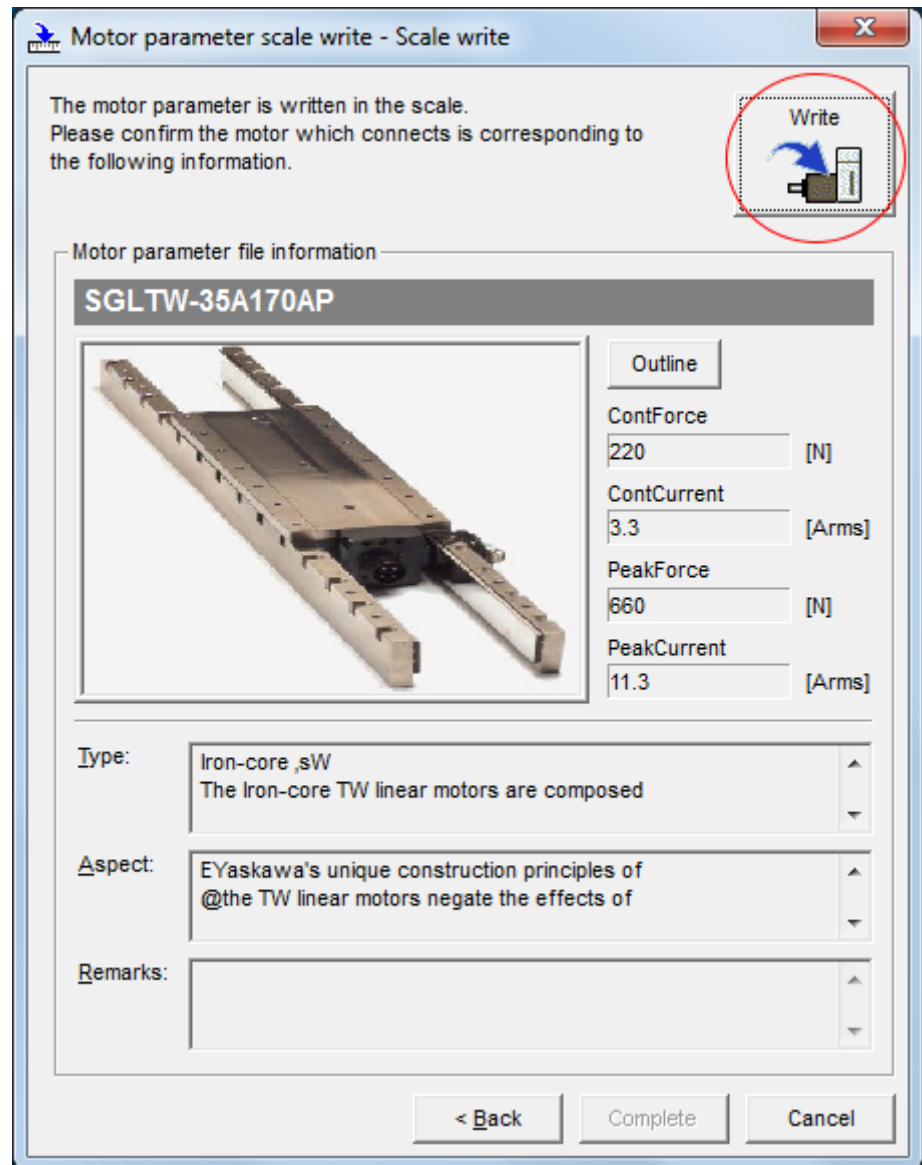 Motor parameter scale write - Scale write
The motor parameter is written in the scale.
Please confirm the motor which connects is corresponding to
the following information.
Write
Motor parameter file information
SGLTW-35A170AP
Outline
ContForce
220 [N]
ContCurrent
3.3 [Arms]
PeakForce
660 [N]
PeakCurrent
11.3 [Arms]
Type:
Iron-core ,sW
The Iron-core TW linear motors are composed
Aspect:
EYaskawa's unique construction principles of
@the TW linear motors negate the effects of
Remarks:
< Back
Complete
Cancel